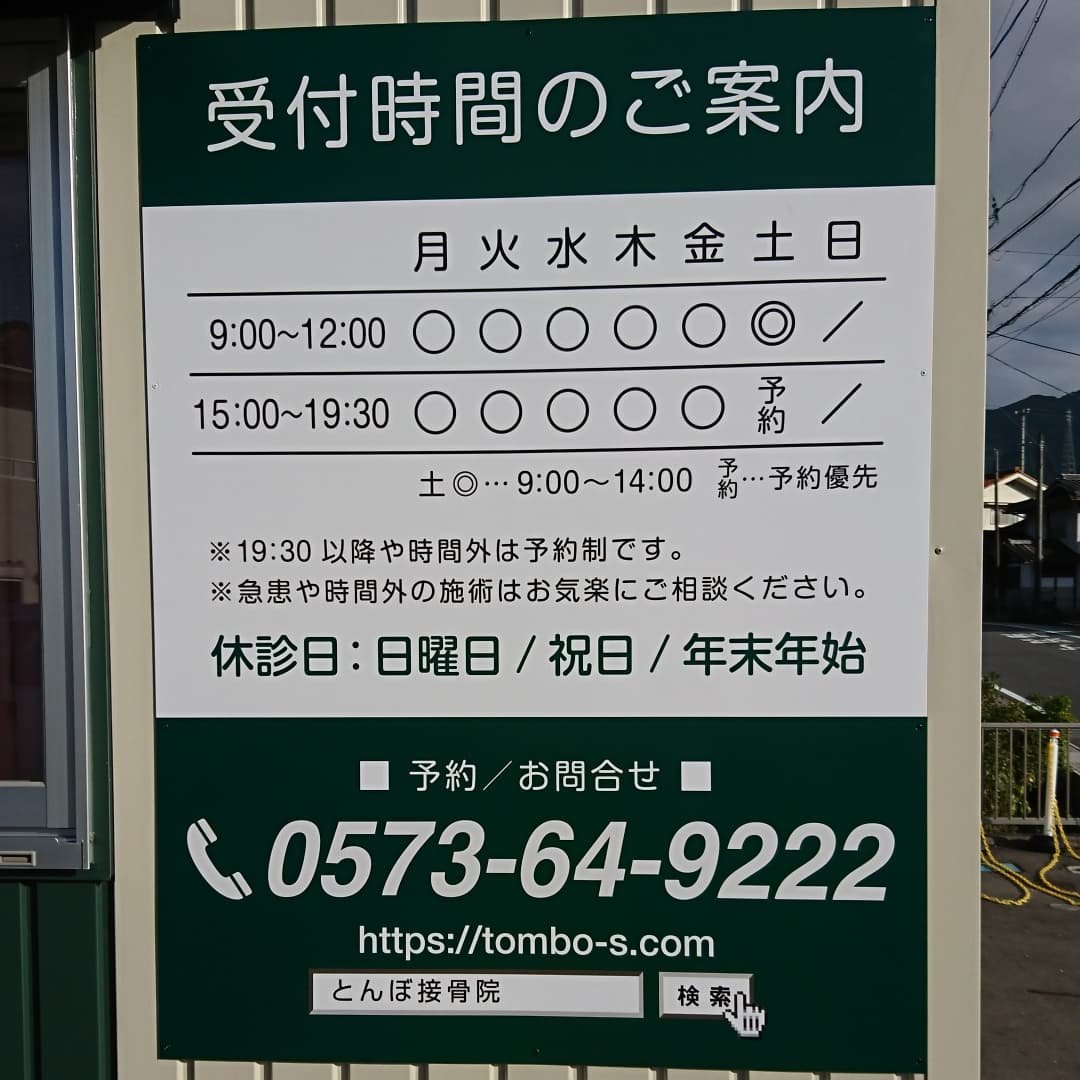 受付時間のご案内
月 火 水 木 金 土 日
9:00~12:00 ○ ○ ○ ○ ○ ◎ ／
15:00~19:30 ○ ○ ○ ○ ○ 予約 ／
土◎…9:00～14:00 予約…予約優先
※19:30 以降や時間外は予約制です。
※急患や時間外の施術はお気楽にご相談ください。
休診日：日曜日 / 祝日 / 年末年始
■ 予約／お問合せ ■
0573-64-9222
https://tombo-s.com
とんぼ接骨院 検索